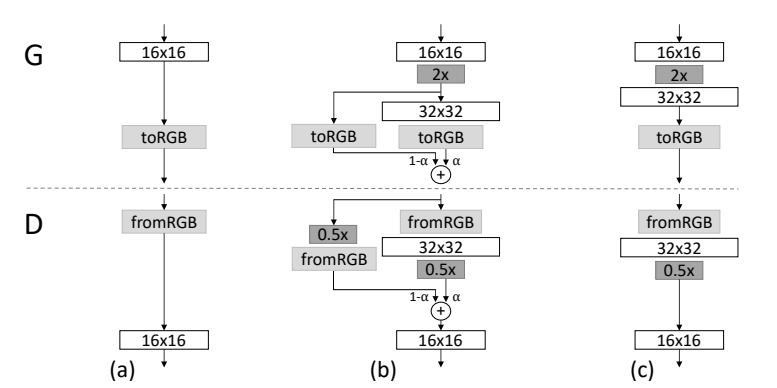 G
16x16
toRGB
16x16
2x
32x32
toRGB toRGB
1-α α
+
16x16
2x
32x32
toRGB
D
fromRGB
16x16
fromRGB
0.5x
32x32
fromRGB
0.5x
1-α α
+
16x16
fromRGB
32x32
0.5x
16x16
(a) (b) (c)